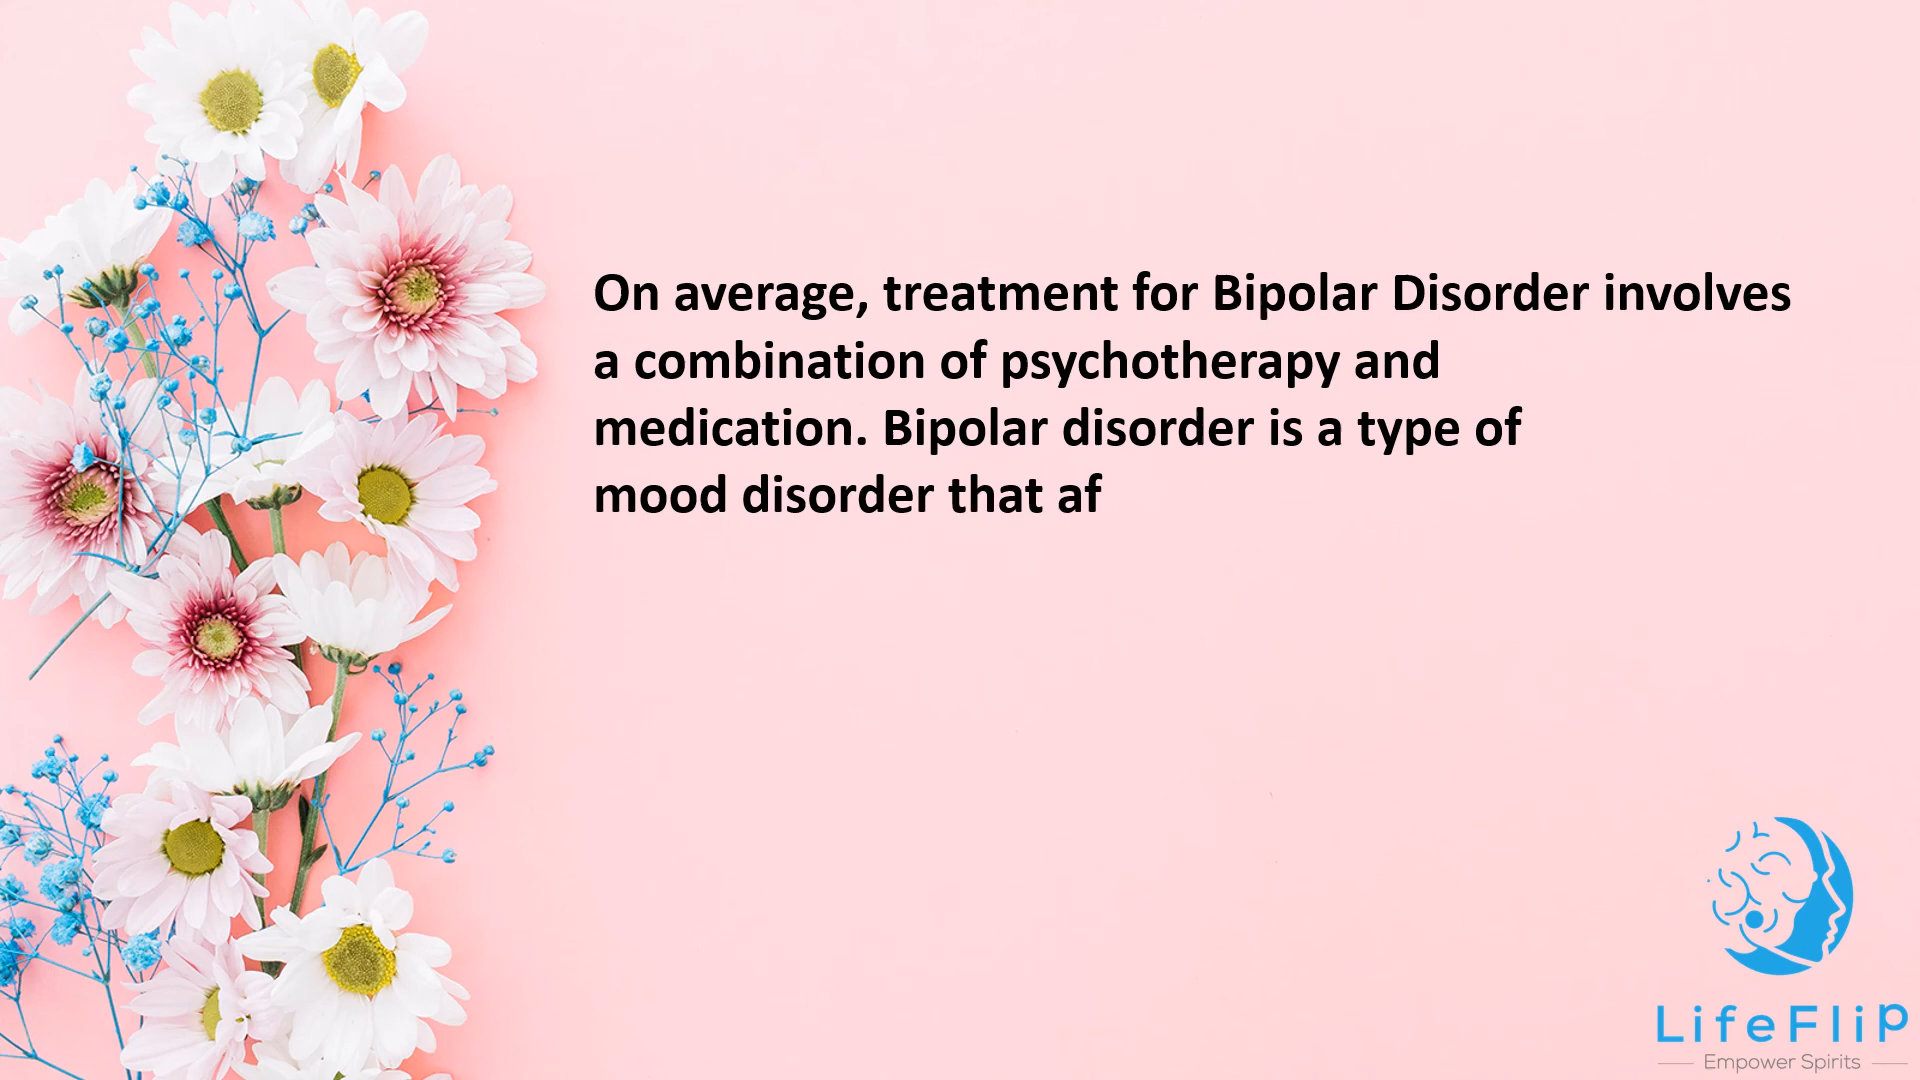 On average, treatment for Bipolar Disorder involves
a combination of psychotherapy and
medication. Bipolar disorder is a type of
mood disorder that af
LifeFlip
Empower Spirits